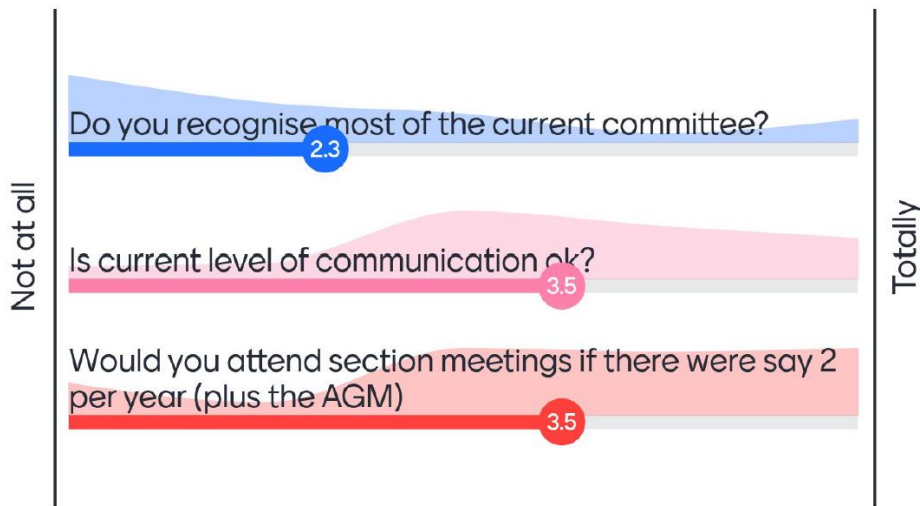 Not at all
Do you recognise most of the current committee?
2.3
Is current level of communication ok?
3.5
Would you attend section meetings if there were say 2
per year (plus the AGM)
3.5
Totally